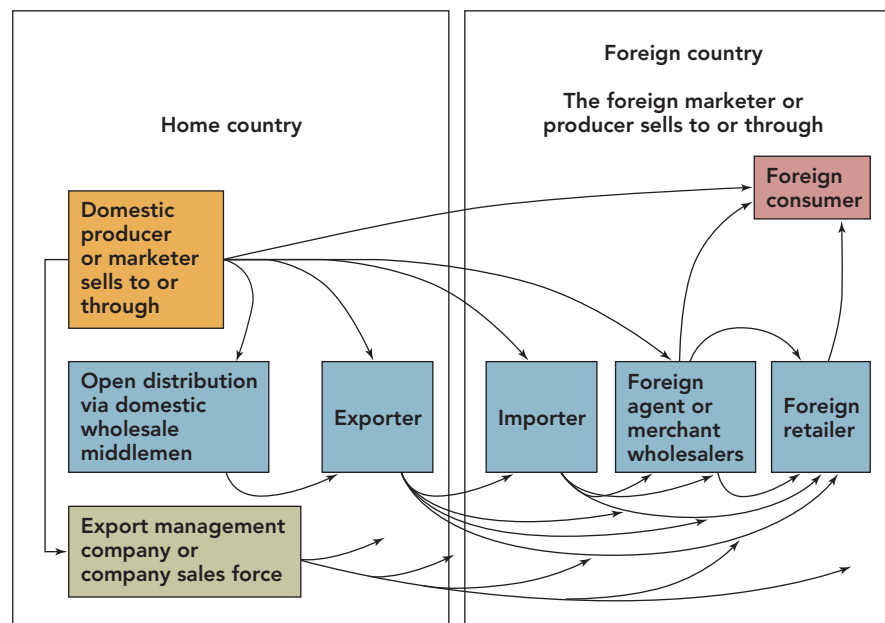 Home country
Foreign country
The foreign marketer or
producer sells to or through
Domestic
producer
or marketer
sells to or
through
Foreign
consumer
Open distribution
via domestic
wholesale
middlemen
Exporter
Importer
Foreign
agent or
merchant
wholesalers
Foreign
retailer
Export management
company or
company sales force